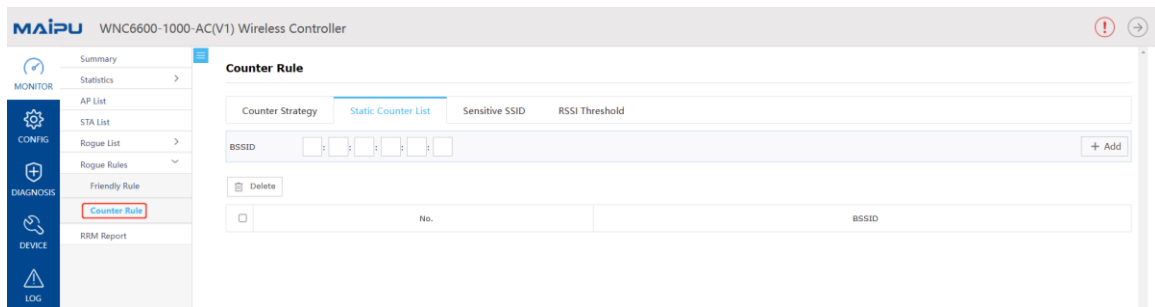 MAIPU WNC6600-1000-AC(V1) Wireless Controller
MONITOR
CONFIG
DIAGNOSIS
DEVICE
LOG
Summary
Statistics
AP List
STA List
Rogue List
Rogue Rules
Friendly Rule
Counter Rule
RRM Report
Counter Rule
Counter Strategy Static Counter List Sensitive SSID RSSI Threshold
BSSID : : : : : + Add
Delete
No. BSSID